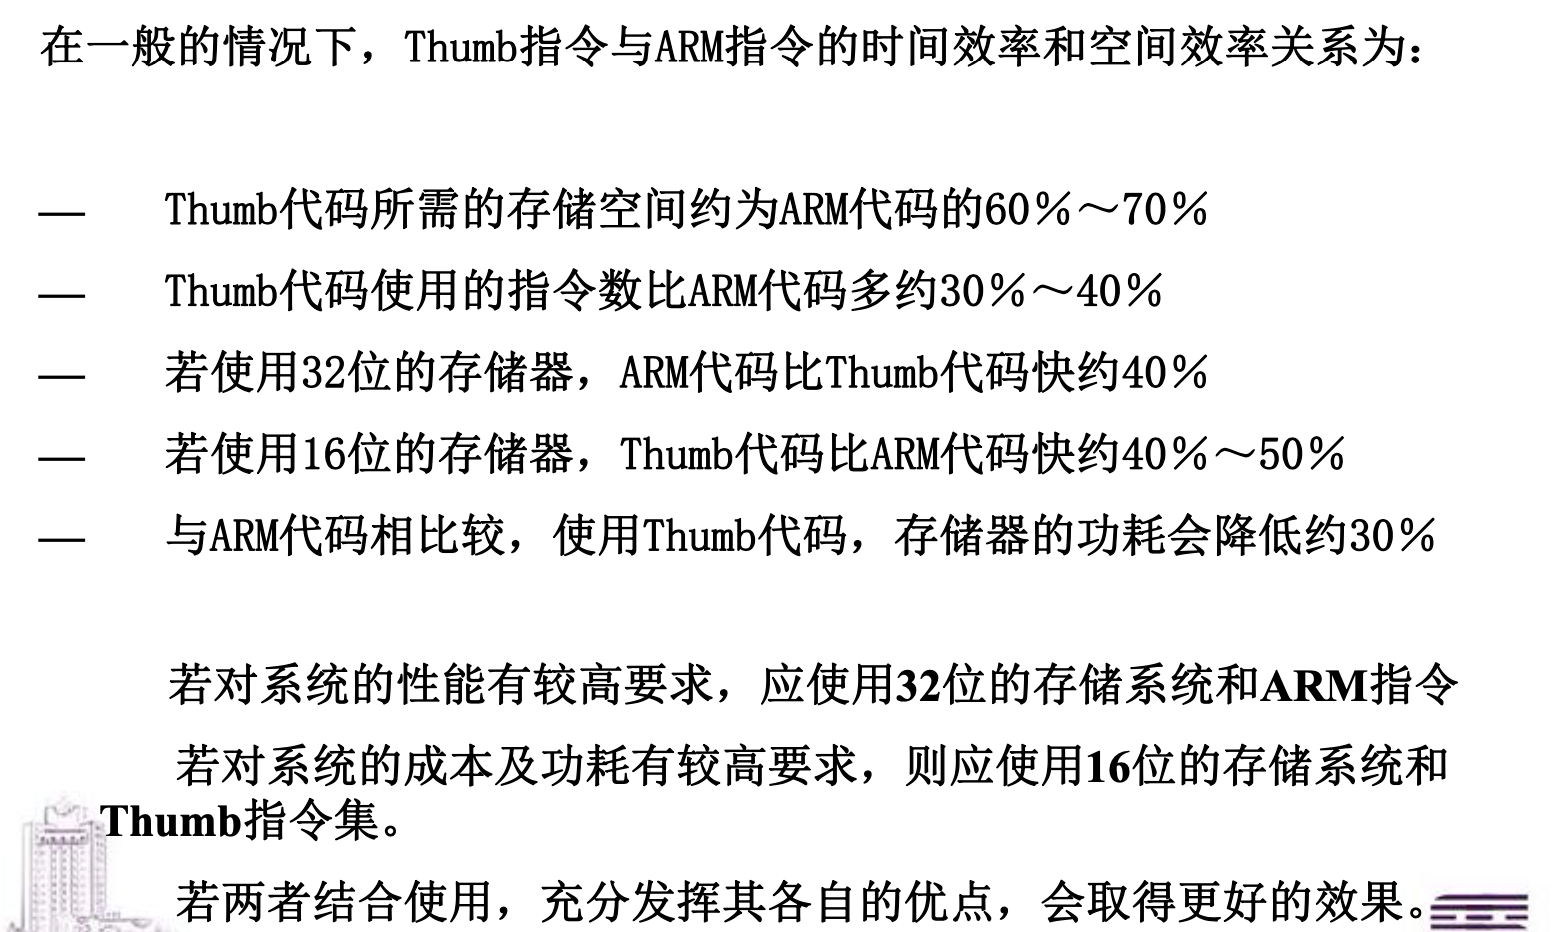 在一般的情况下，Thumb指令与ARM指令的时间效率和空间效率关系为：
— Thumb代码所需的存储空间约为ARM代码的60％～70％
— Thumb代码使用的指令数比ARM代码多约30％～40％
— 若使用32位的存储器，ARM代码比Thumb代码快约40％
— 若使用16位的存储器，Thumb代码比ARM代码快约40％～50％
— 与ARM代码相比较，使用Thumb代码，存储器的功耗会降低约30％
若对系统的性能有较高要求，应使用32位的存储系统和ARM指令
若对系统的成本及功耗有较高要求，则应使用16位的存储系统和
Thumb指令集。
若两者结合使用，充分发挥其各自的优点，会取得更好的效果。